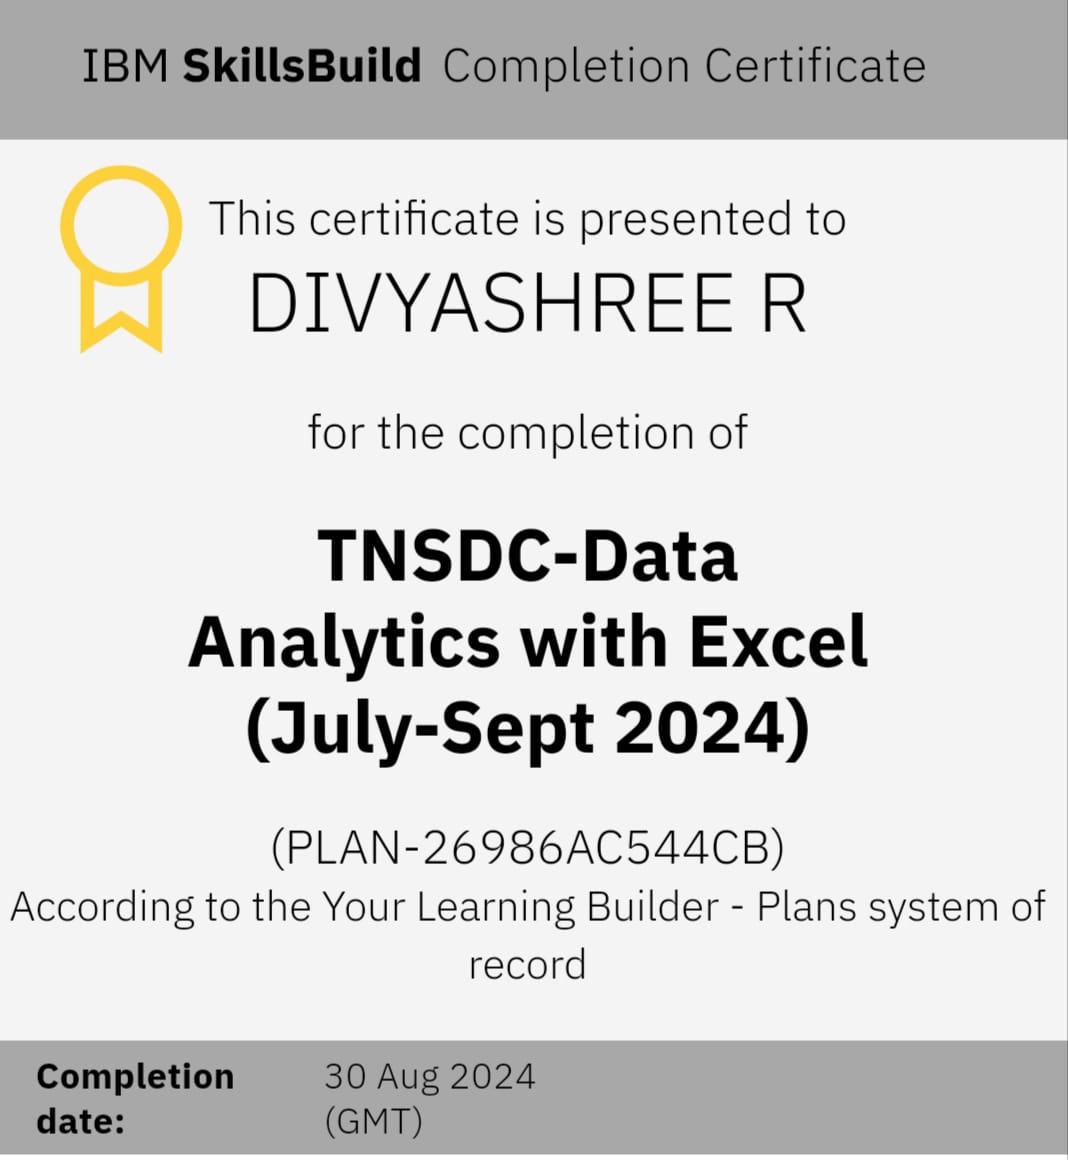 IBM SkillsBuild Completion Certificate
This certificate is presented to
DIVYASHREE R
for the completion of
TNSDC-Data
Analytics with Excel
(July-Sept 2024)
(PLAN-26986AC544CB)
According to the Your Learning Builder - Plans system of
record
Completion date:
30 Aug 2024 (GMT)